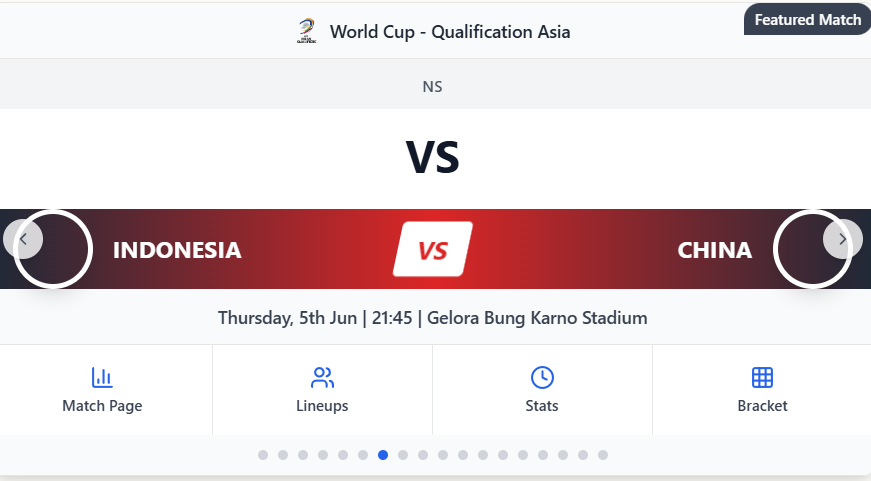 Featured Match
World Cup - Qualification Asia
NS
VS
INDONESIA
VS
CHINA
Thursday, 5th Jun | 21:45 | Gelora Bung Karno Stadium
Match Page
Lineups
Stats
Bracket